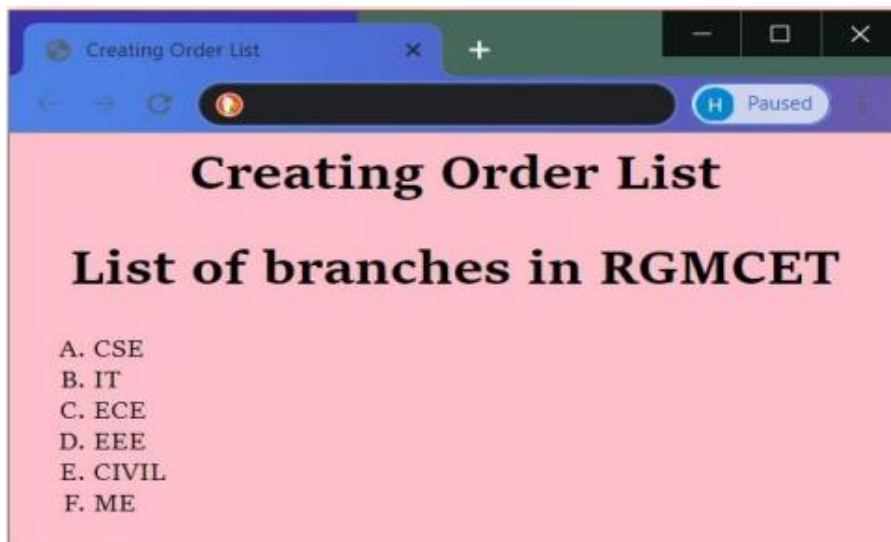 Creating Order List
H Paused
Creating Order List
List of branches in RGMCET
A. CSE
B. IT
C. ECE
D. EEE
E. CIVIL
F. ME